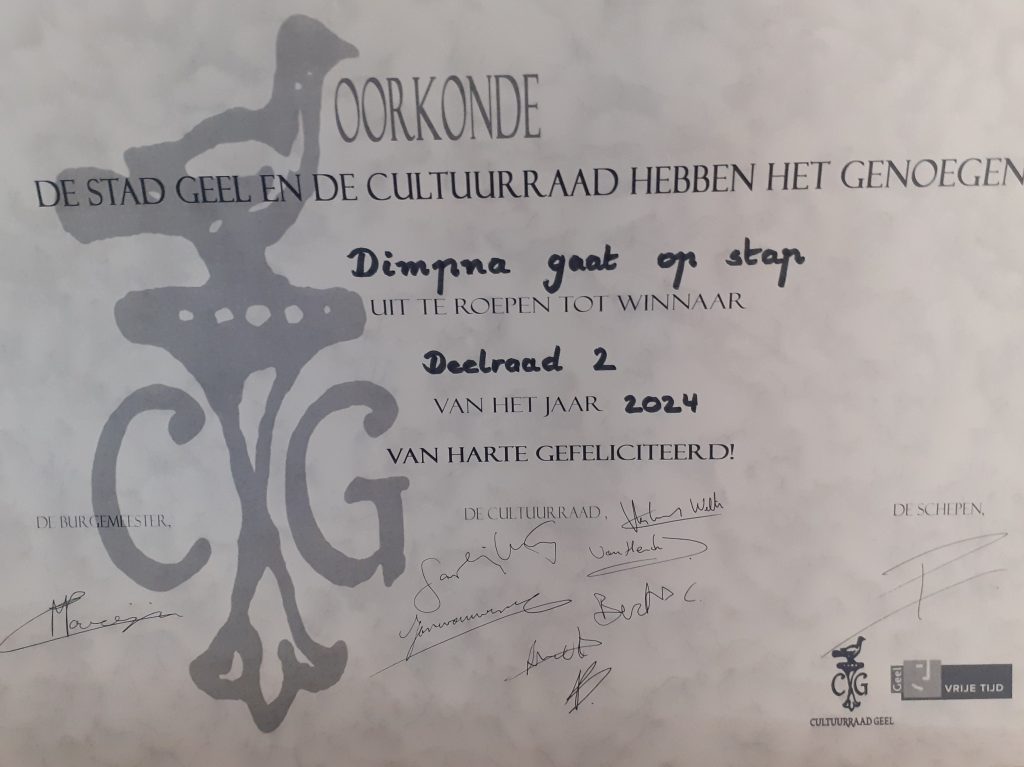 OORKONDE
DE STAD GEEL EN DE CULTUURRAAD HEBBEN HET GENOEGEN
Dimpna gaat op stap
UIT TE ROEPEN TOT WINNAAR
Deelraad 2
VAN HET JAAR 2024
VAN HARTE GEFELICITEERD!
DE BURGEMEESTER, DE CULTUURRAAD, DE SCHEPEN,
CG
CG
CULTUURRAAD GEEL
Geel
VRIJE TIJD